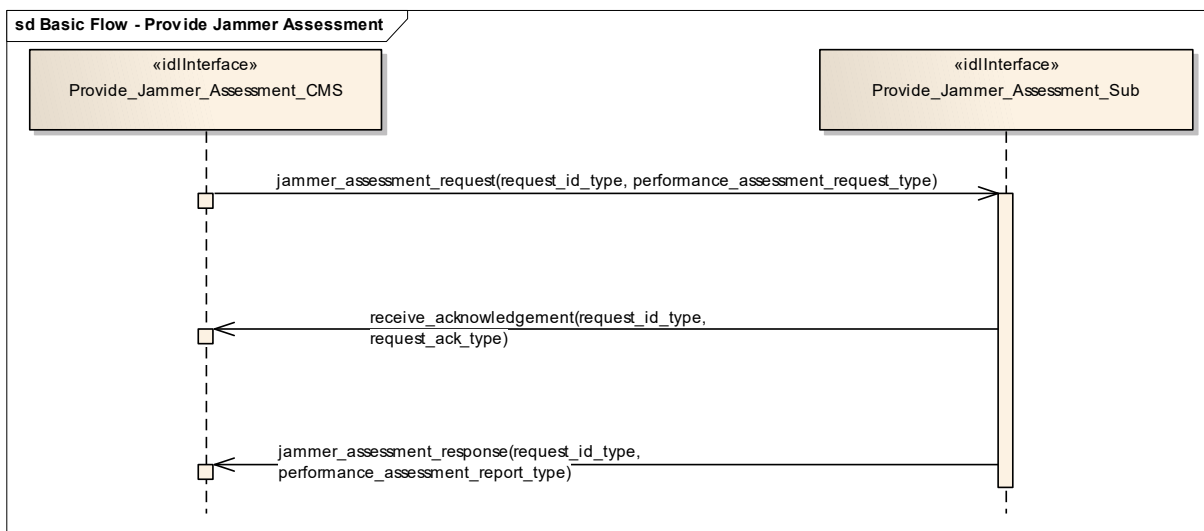 sd Basic Flow - Provide Jammer Assessment
«idlInterface»
Provide_Jammer_Assessment_CMS
«idlInterface»
Provide_Jammer_Assessment_Sub
jammer_assessment_request(request_id_type, performance_assessment_request_type)
receive_acknowledgement(request_id_type,
request_ack_type)
jammer_assessment_response(request_id_type,
performance_assessment_report_type)